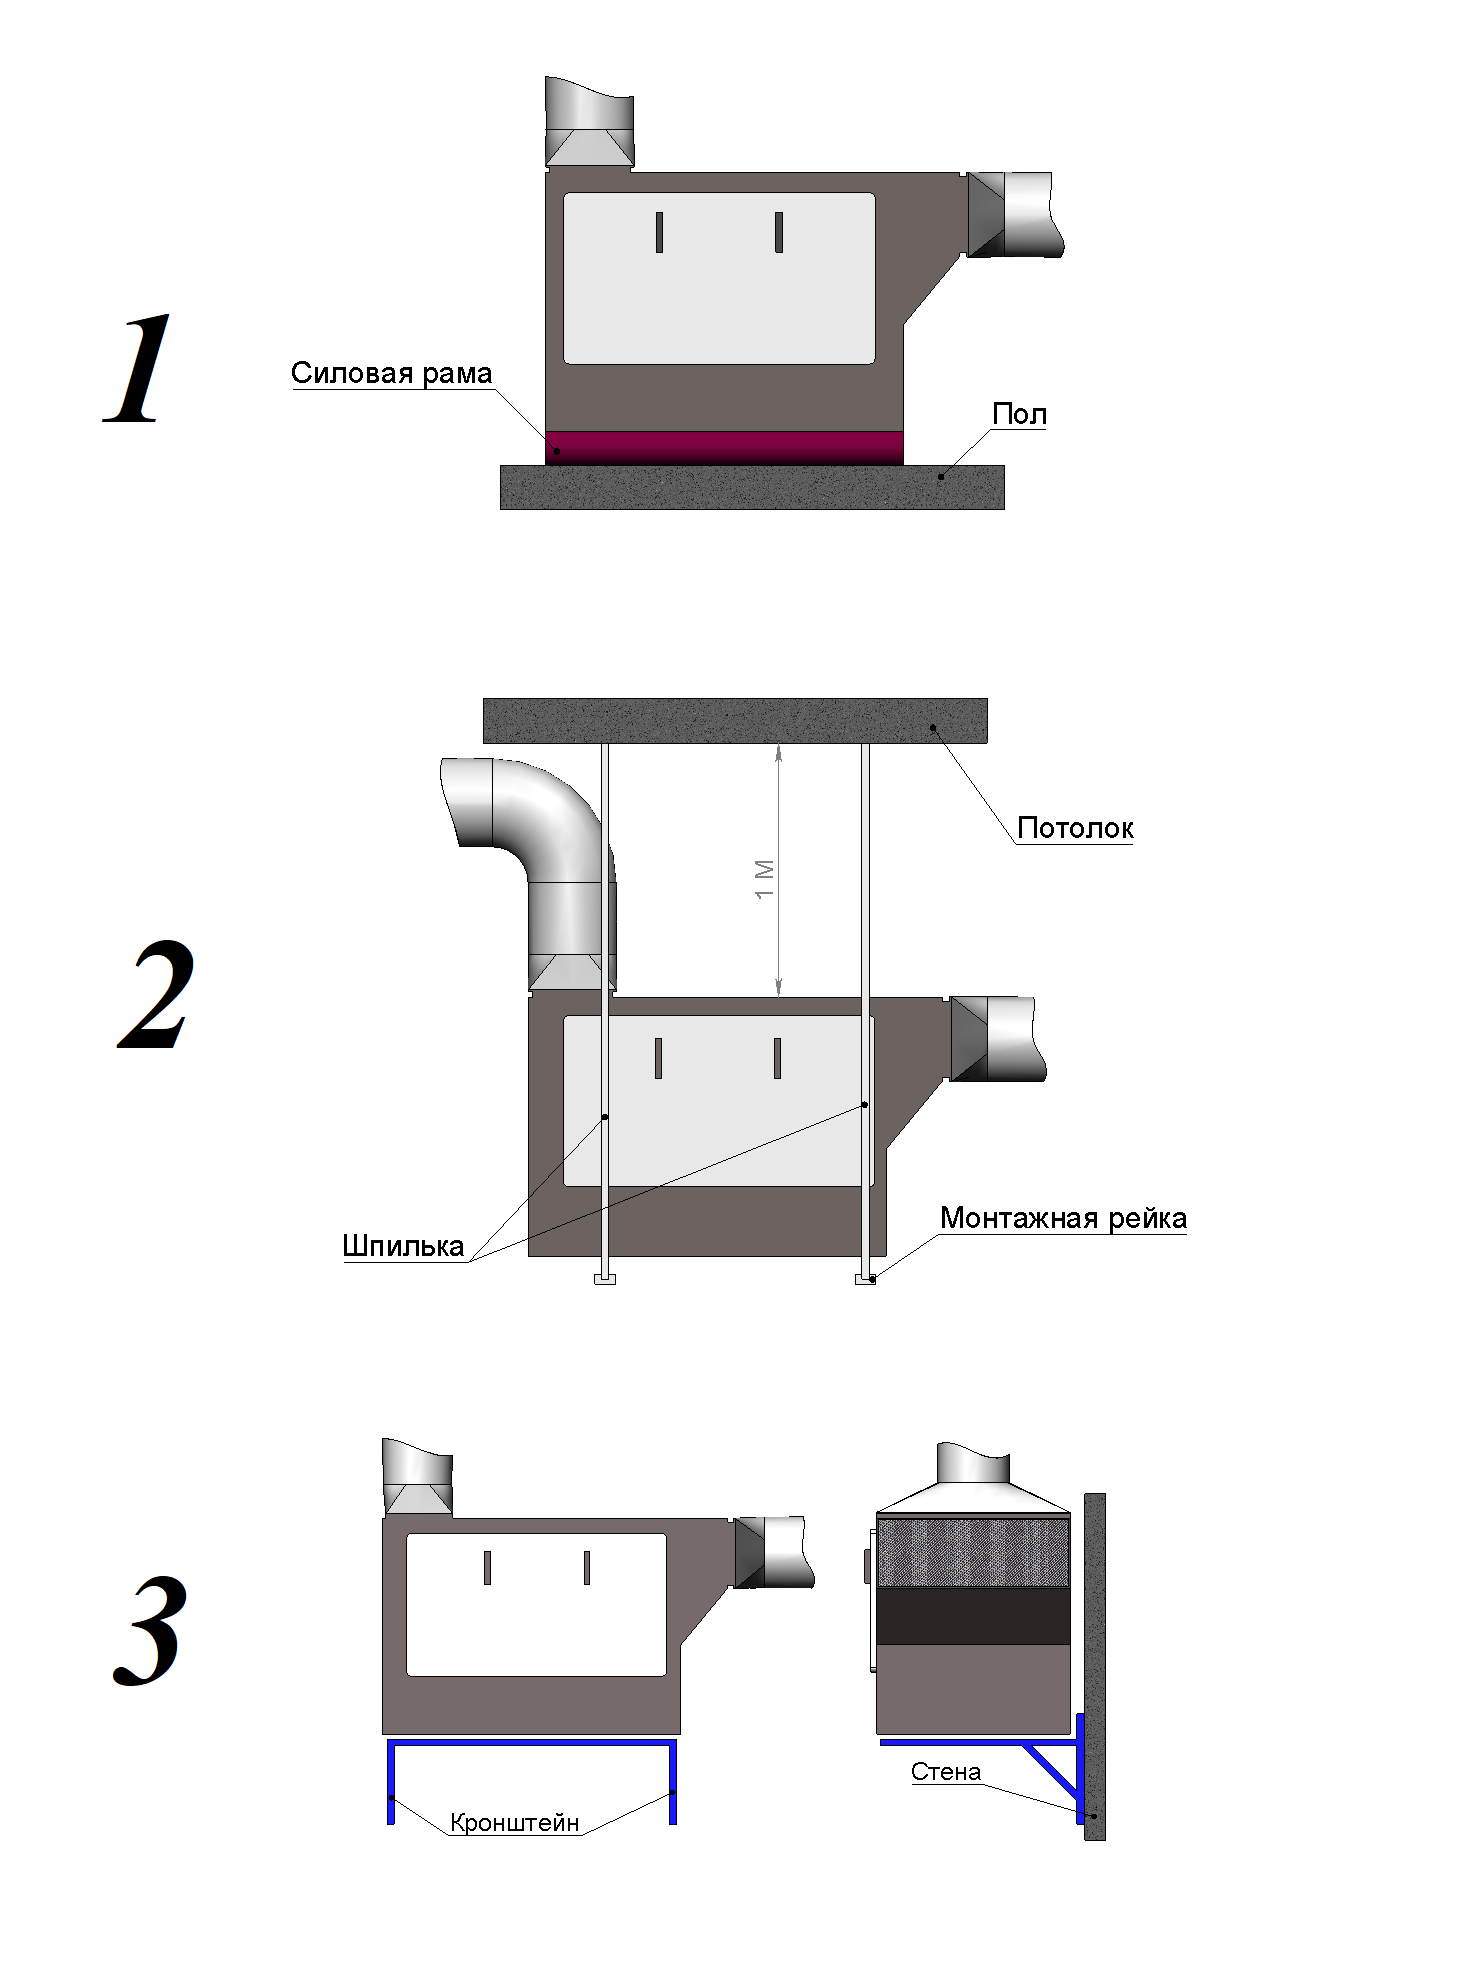 1
Силовая рама
Пол
2
Потолок
1 М
Шпилька
Монтажная рейка
3
Стена
Кронштейн